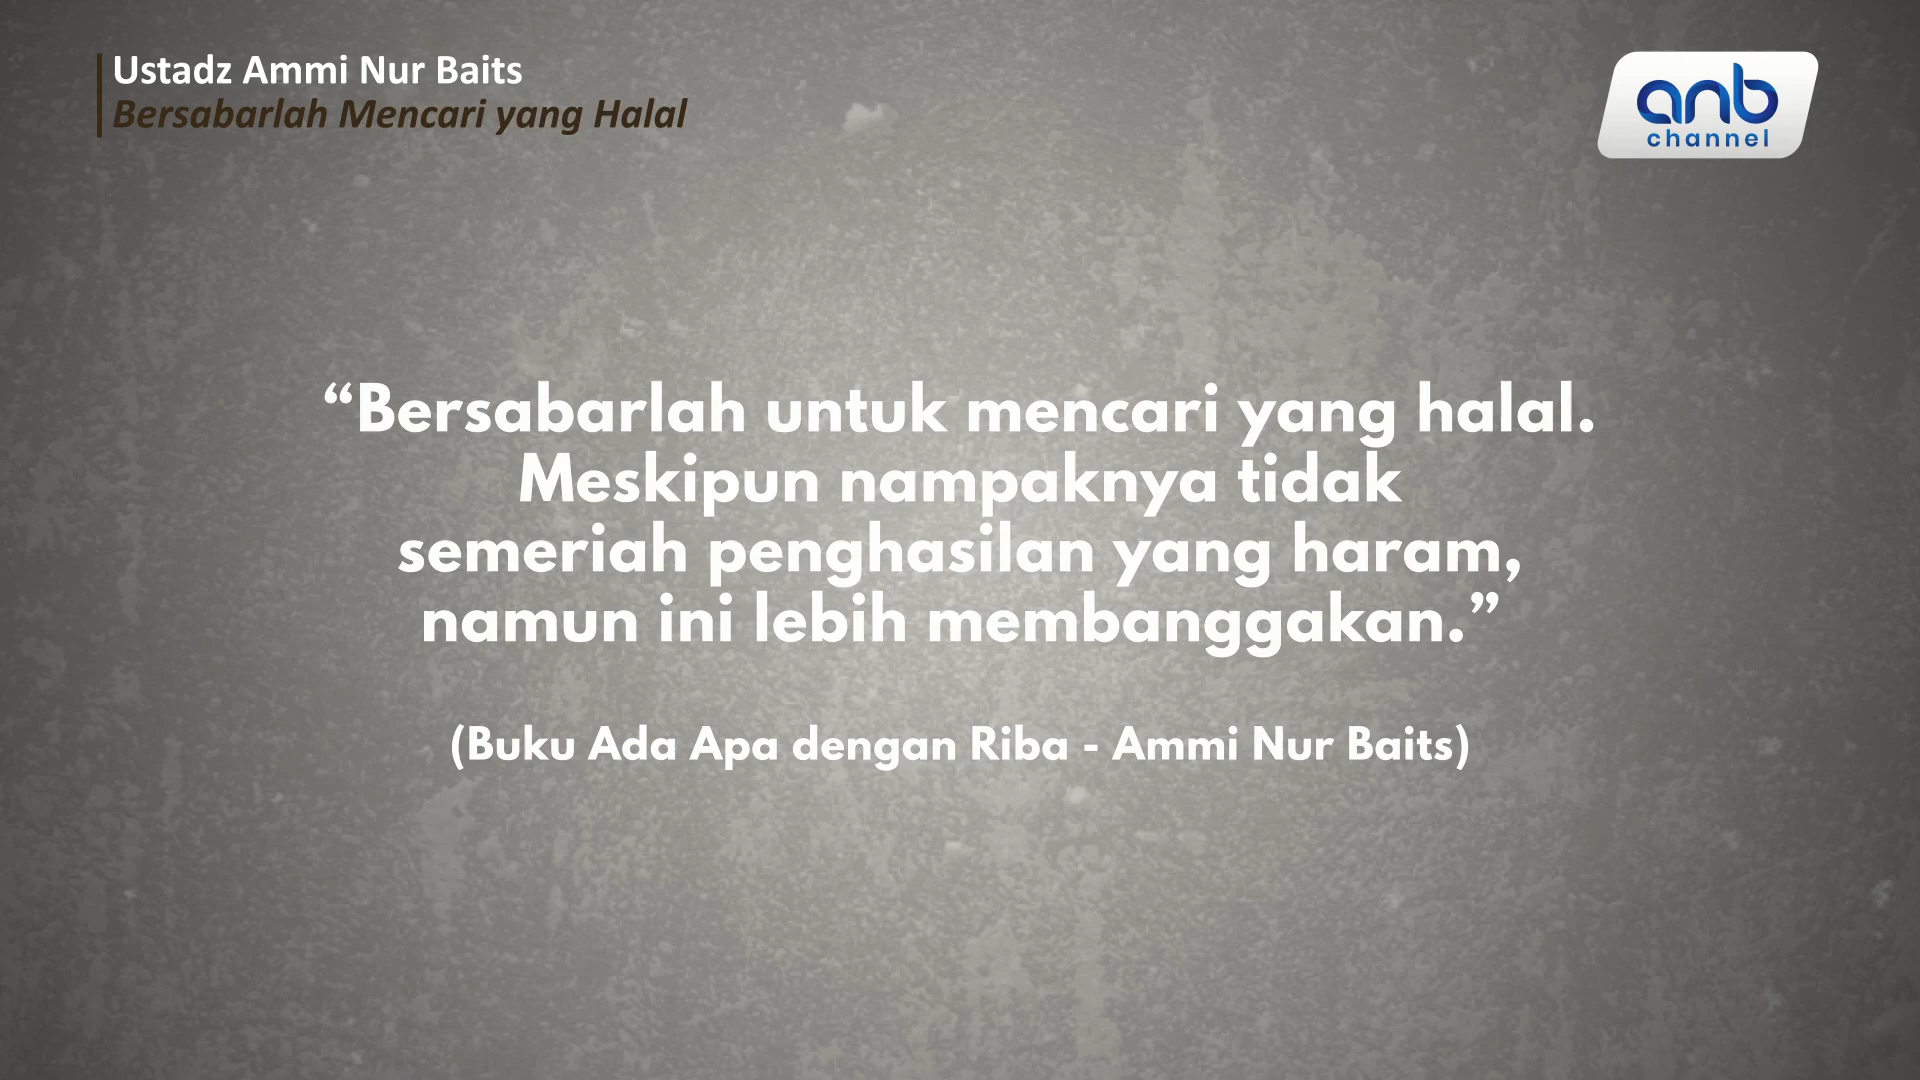 Ustadz Ammi Nur Baits
Bersabarlah Mencari yang Halal
anb
channel
“Bersabarlah untuk mencari yang halal.
Meskipun nampaknya tidak
semeriah penghasilan yang haram,
namun ini lebih membanggakan.”
(Buku Ada Apa dengan Riba - Ammi Nur Baits)